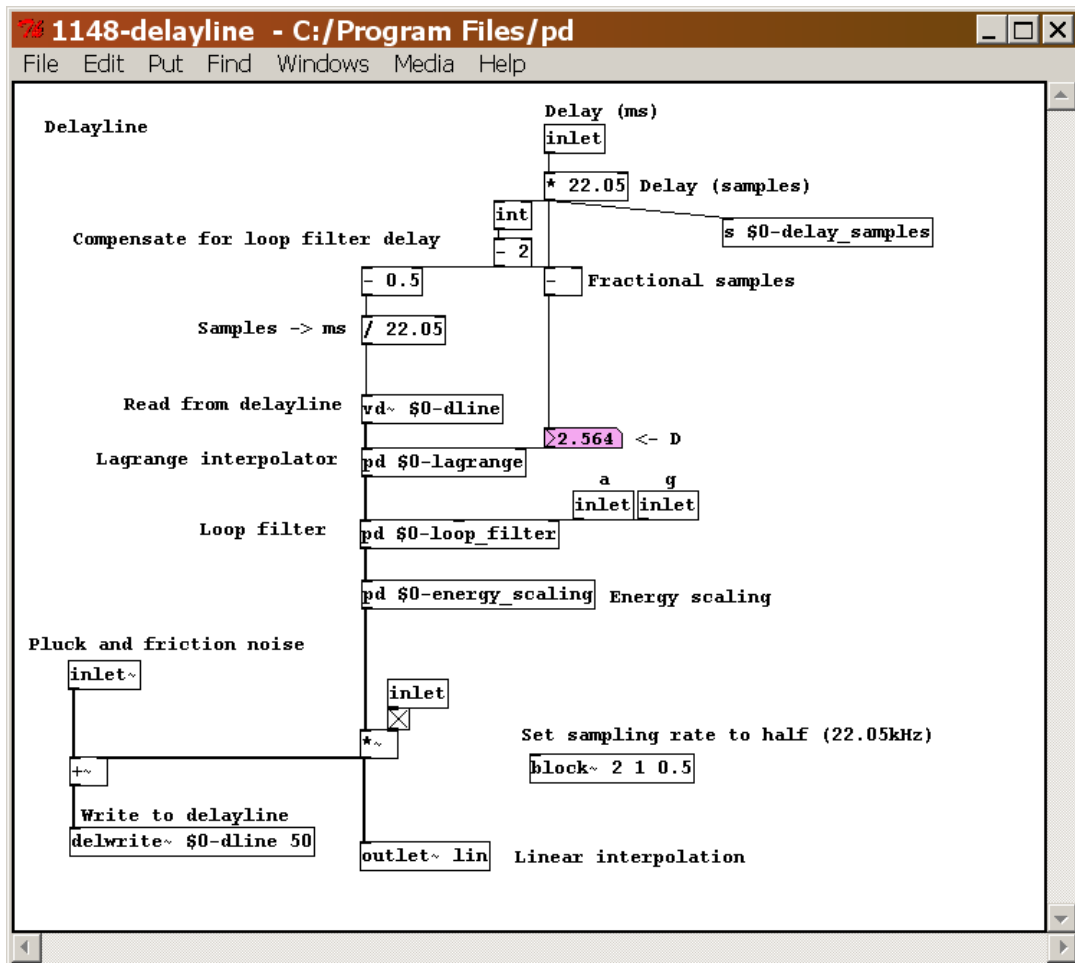 1148-delayline - C:/Program Files/pd
File Edit Put Find Windows Media Help
Delay (ms)
Delayline
inlet
* 22.05 Delay (samples)
int
s $0-delay_samples
Compensate for loop filter delay
- 2
- 0.5
- Fractional samples
Samples -> ms / 22.05
Read from delayline vd~ $0-dline
2.564 <- D
Lagrange interpolator pd $0-lagrange
a g
inlet inlet
Loop filter pd $0-loop_filter
pd $0-energy_scaling Energy scaling
Pluck and friction noise
inlet~
inlet
*~
Set sampling rate to half (22.05kHz)
+~
block~ 2 1 0.5
Write to delayline
delwrite~ $0-dline 50
outlet~ lin Linear interpolation